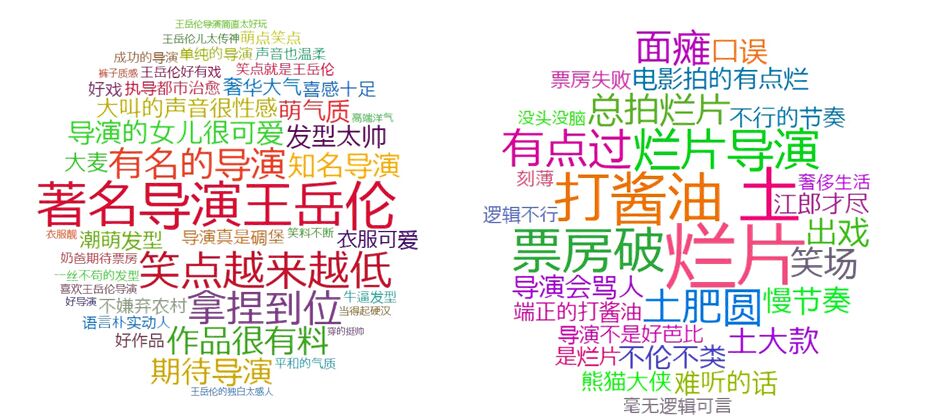 王岳伦导演简直太好玩
王岳伦儿太传神 萌点笑点
成功的导演 单纯的导演 声音也温柔
裤子质感 王岳伦好有戏 笑点就是王岳伦
好戏 执导都市治愈 奢华大气 喜感十足
大叫的声音很性感 萌气质 高端洋气
导演的女儿很可爱 发型太帅
大麦 有名的导演 知名导演
著名导演王岳伦
衣服靓 潮萌发型 导演真是碉堡 笑料不断 衣服可爱
奶爸期待票房 笑点越来越低
一丝不苟的发型
喜欢王岳伦导演
好导演 不嫌弃农村 拿捏到位 牛逼发型
当得起硬汉
语言朴实动人
好作品 作品很有料 穿的挺帅
期待导演 平和的气质
王岳伦的独白太感人
面瘫 口误
票房失败 电影拍的有点烂
没头没脑 总拍烂片 不行的节奏
有点过 烂片导演
刻薄 打酱油 土 奢侈生活
逻辑不行 江郎才尽
票房破 烂片 出戏
笑场
导演会骂人 土肥圆 慢节奏
端正的打酱油
导演不是好芭比 土大款
是烂片 不伦不类
熊猫大侠 难听的话
毫无逻辑可言